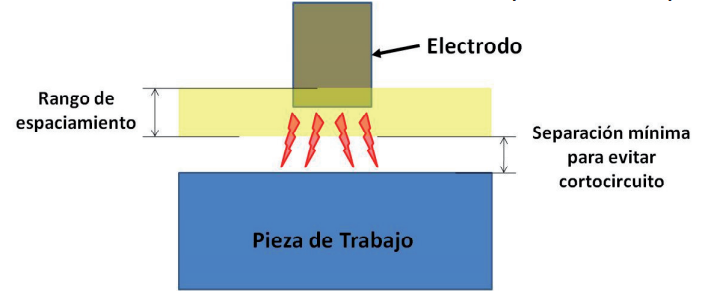 Electrodo
Rango de
espaciamiento
Separación mínima
para evitar
cortocircuito
Pieza de Trabajo